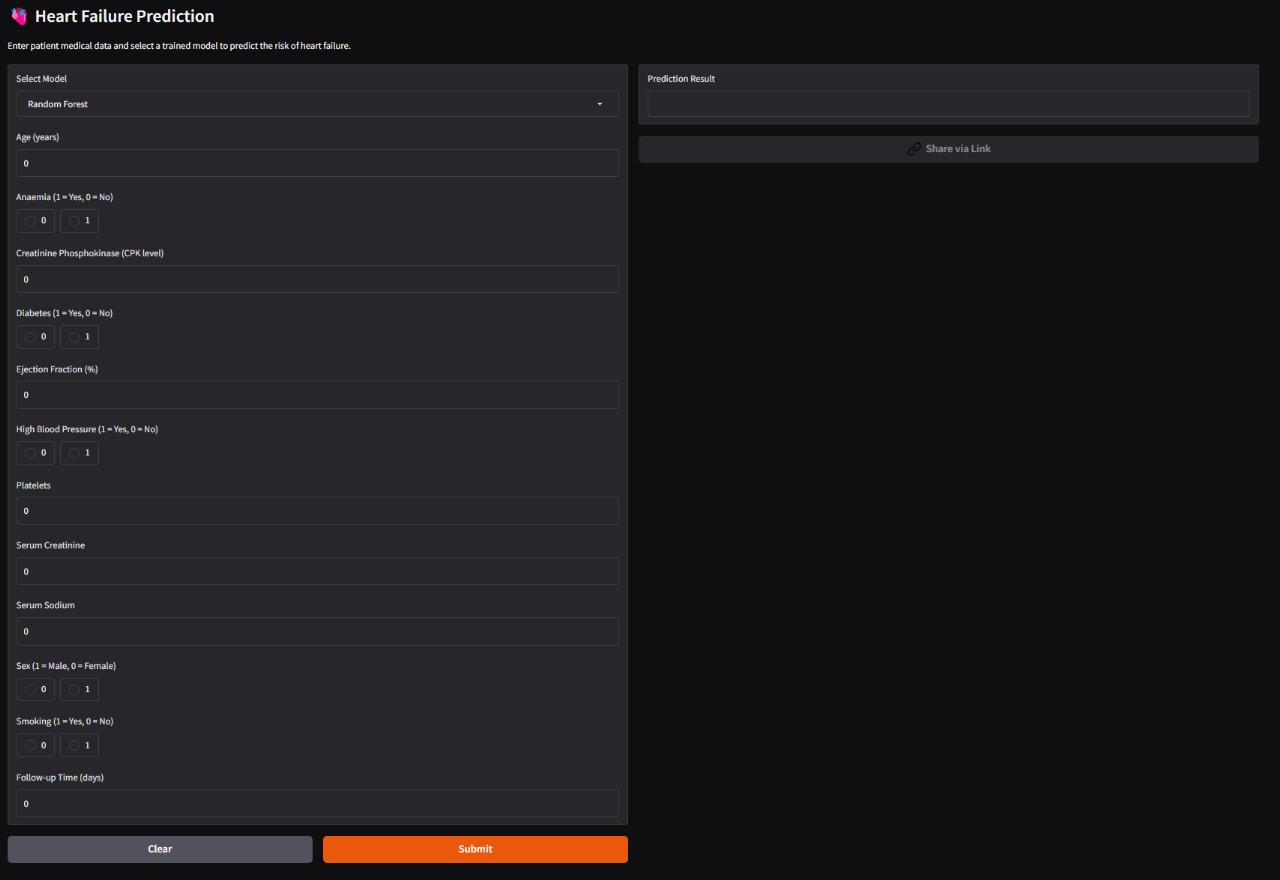 Heart Failure Prediction
Enter patient medical data and select a trained model to predict the risk of heart failure.
Select Model
Random Forest
Age (years)
0
Anaemia (1 = Yes, 0 = No)
0 1
Creatinine Phosphokinase (CPK level)
0
Diabetes (1 = Yes, 0 = No)
0 1
Ejection Fraction (%)
0
High Blood Pressure (1 = Yes, 0 = No)
0 1
Platelets
0
Serum Creatinine
0
Serum Sodium
0
Sex (1 = Male, 0 = Female)
0 1
Smoking (1 = Yes, 0 = No)
0 1
Follow-up Time (days)
0
Clear
Submit
Prediction Result
Share via Link